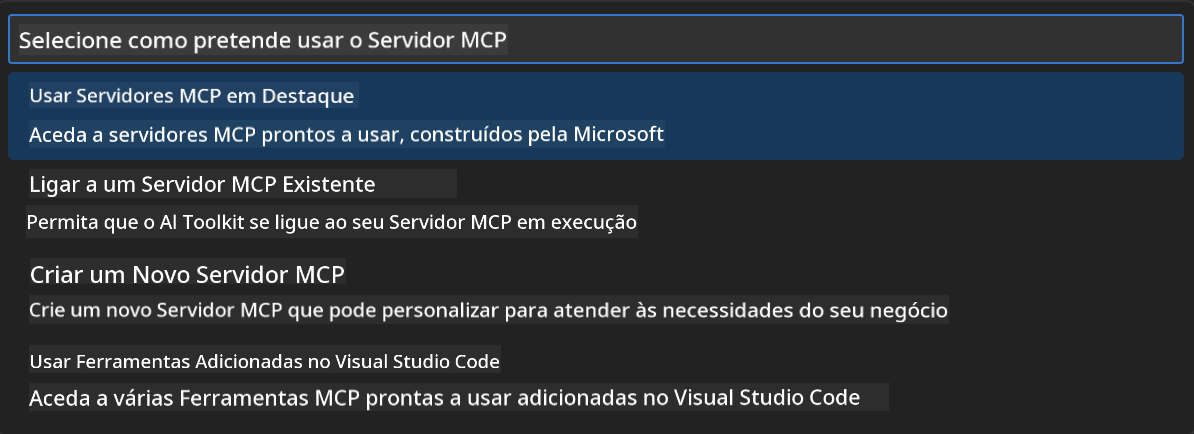 Selecione como pretende usar o Servidor MCP
Usar Servidores MCP em Destaque
Aceda a servidores MCP prontos a usar, construídos pela Microsoft
Ligar a um Servidor MCP Existente
Permita que o AI Toolkit se ligue ao seu Servidor MCP em execução
Criar um Novo Servidor MCP
Crie um novo Servidor MCP que pode personalizar para atender às necessidades do seu negócio
Usar Ferramentas Adicionadas no Visual Studio Code
Aceda a várias Ferramentas MCP prontas a usar adicionadas no Visual Studio Code